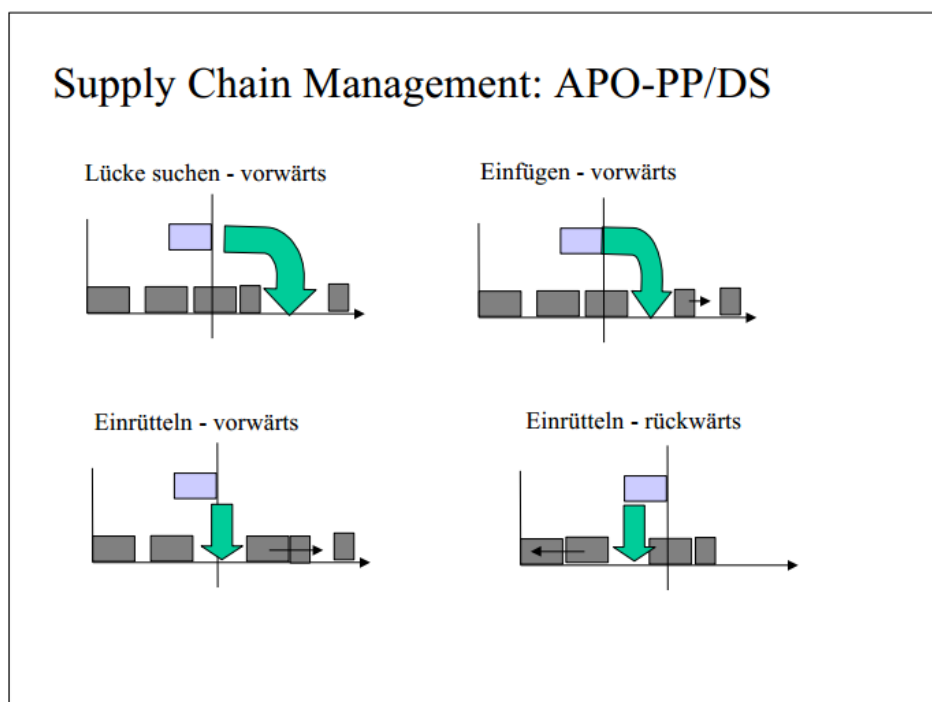 Supply Chain Management: APO-PP/DS
Lücke suchen - vorwärts
Einfügen - vorwärts
Einrütteln - vorwärts
Einrütteln - rückwärts